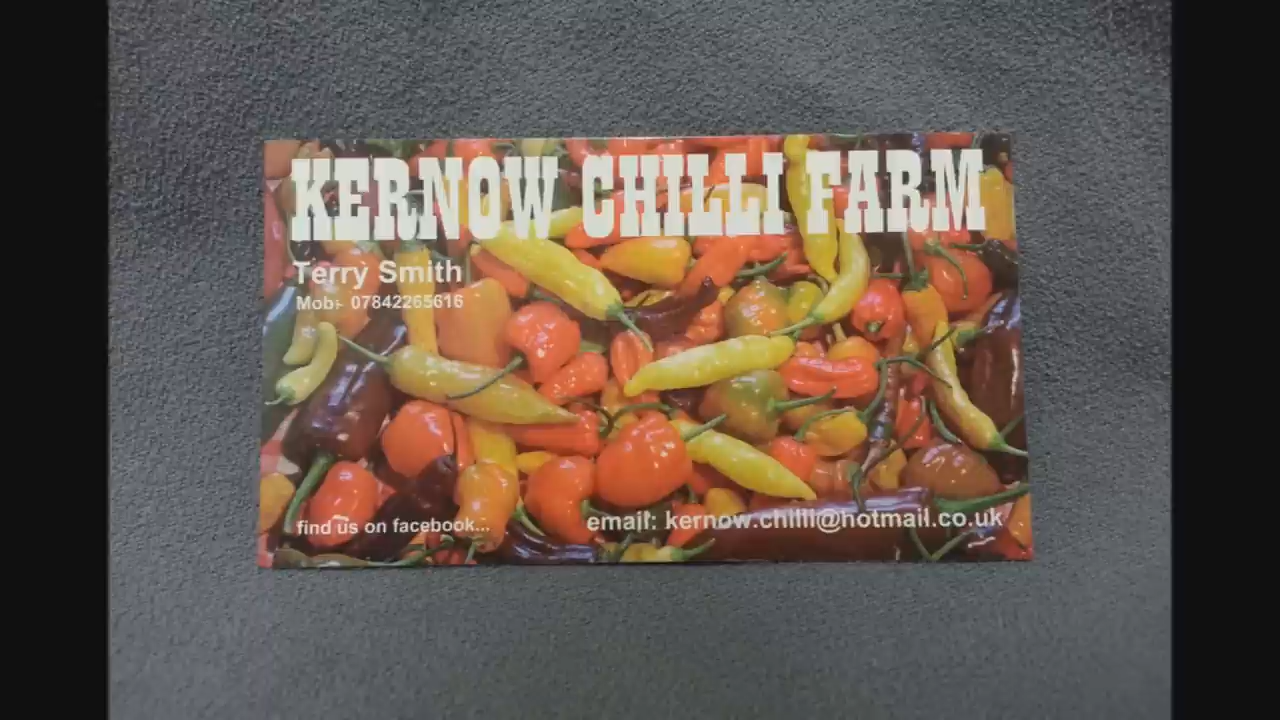 KERNOW CHILLI FARM
Terry Smith
Mob:- 07842265616
find us on facebook...
email: kernow.chilli@hotmail.co.uk